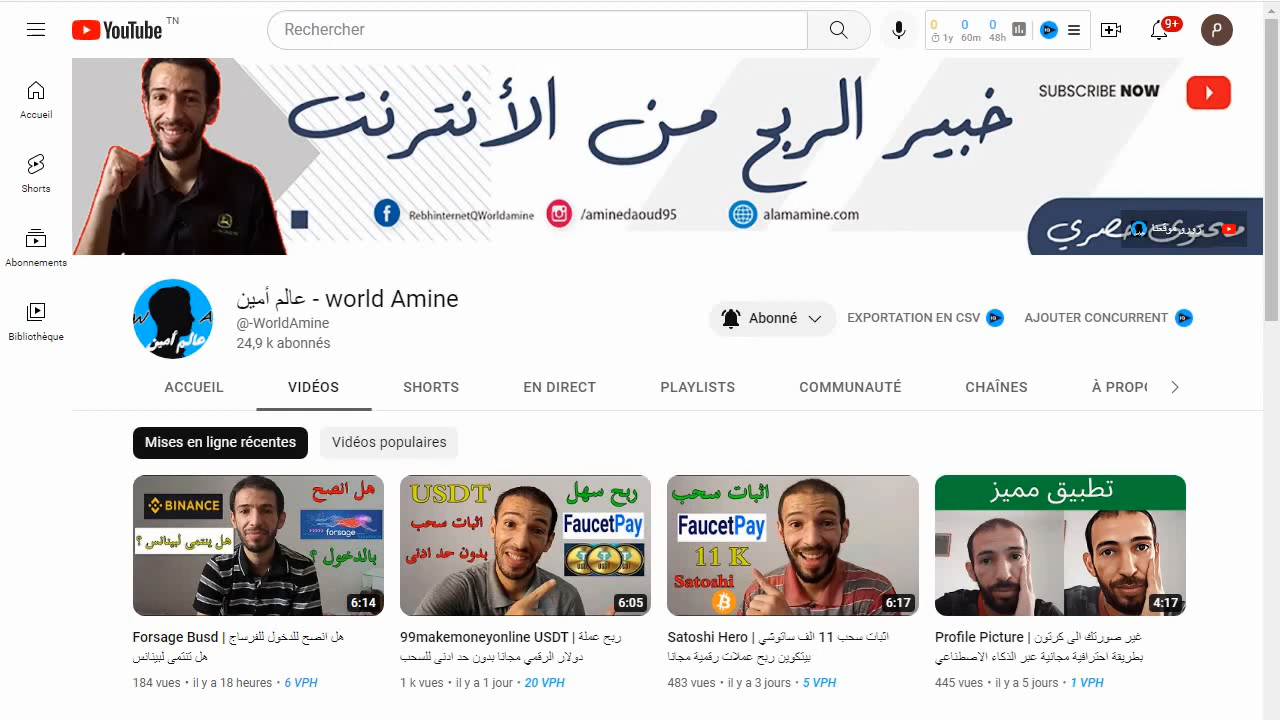 YouTube TN
Rechercher
0 0 0
1y 60m 48h
9+
P
Accueil
Shorts
Abonnements
Bibliothèque
خبير الربح من الأنترنت
SUBSCRIBE NOW
RebhinternetQWorldamine /aminedaoud95 alamamine.com
محتوى حصري
W A
عالم أمين
عالم أمين - world Amine
@-WorldAmine
24,9 k abonnés
Abonné
EXPORTATION EN CSV
AJOUTER CONCURRENT
ACCUEIL VIDÉOS SHORTS EN DIRECT PLAYLISTS COMMUNAUTÉ CHAÎNES À PROP
Mises en ligne récentes Vidéos populaires
هل انصح
BINANCE
forsage
هل ينتمى لبينانس ؟
بالدخول ؟
6:14
USDT
ربح سهل
اثبات سحب
FaucetPay
بدون حد ادنى
6:05
اثبات سحب
FaucetPay
11 K
Satoshi
6:17
تطبيق مميز
4:17
Forsage Busd | هل انصح للدخول للفرساج
هل تنتمى لبينانس
184 vues • il y a 18 heures • 6 VPH
99makemoneyonline USDT | ربح عملة
دولار الرقمي مجانا بدون حد ادنى للسحب
1 k vues • il y a 1 jour • 20 VPH
Satoshi Hero | اثبات سحب 11 الف ساتوشي
بيتكوين ربح عملات رقمية مجانا
483 vues • il y a 3 jours • 5 VPH
Profile Picture | غير صورتك الى كرتون
بطريقة احترافية مجانية عبر الذكاء الاصطناعي
445 vues • il y a 5 jours • 1 VPH